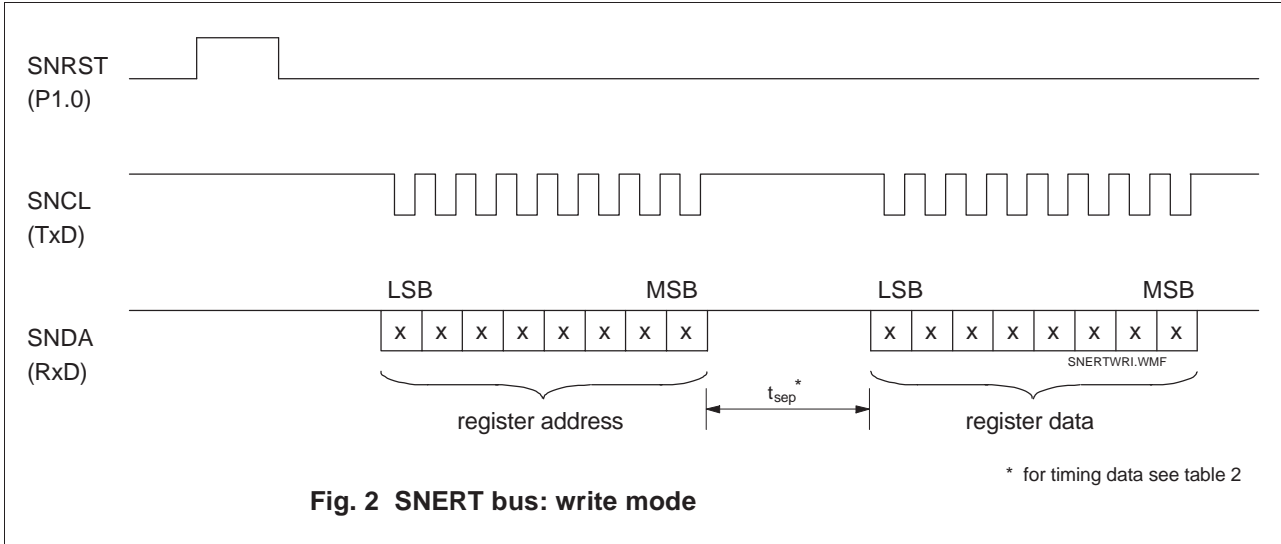 SNRST
(P1.0)
SNCL
(TxD)
LSB MSB LSB MSB
SNDA
(RxD)
x x x x x x x x x x x x x x x x
SNERTWRI.WMF
tsep*
register address register data
* for timing data see table 2
Fig. 2 SNERT bus: write mode